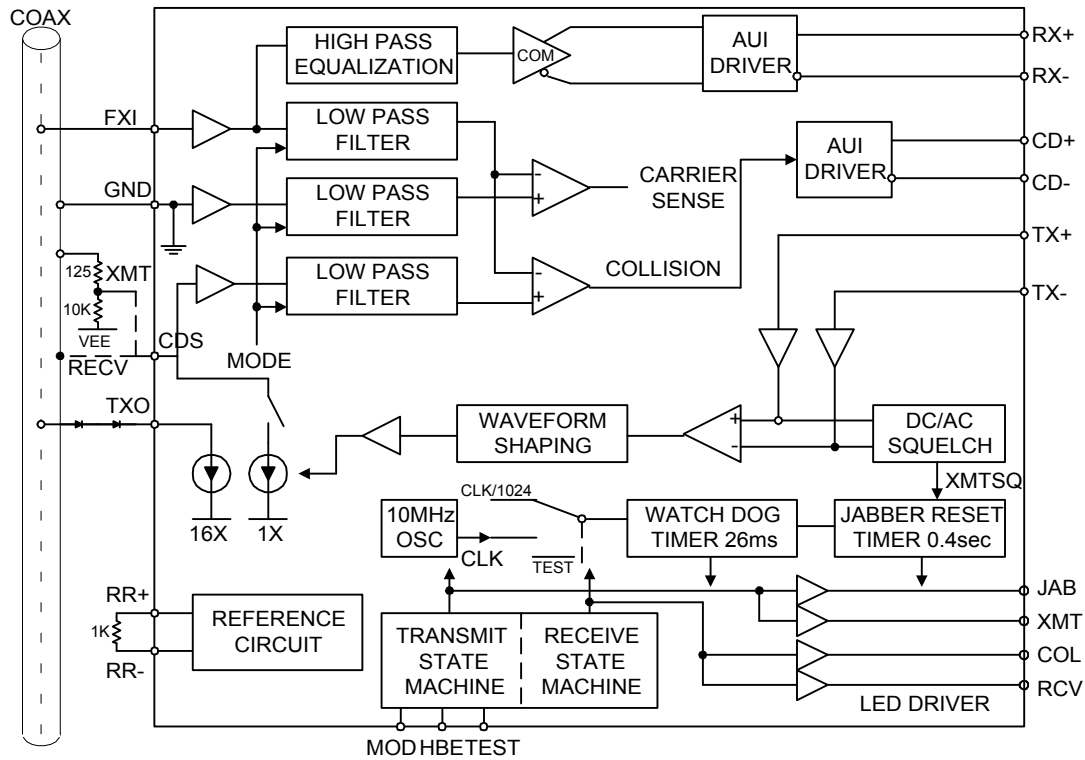 COAX
HIGH PASS
EQUALIZATION
COM
AUI
DRIVER
RX+
RX-
FXI
LOW PASS
FILTER
AUI
DRIVER
CD+
CD-
GND
LOW PASS
FILTER
-
+
CARRIER
SENSE
TX+
125
XMT
10K
VEE
LOW PASS
FILTER
-
+
COLLISION
TX-
CDS
RECV
MODE
TXO
WAVEFORM
SHAPING
+
-
DC/AC
SQUELCH
XMTSQ
16X
1X
10MHz
OSC
CLK/1024
CLK
TEST
WATCH DOG
TIMER 26ms
JABBER RESET
TIMER 0.4sec
RR+
1K
RR-
REFERENCE
CIRCUIT
TRANSMIT
STATE
MACHINE
RECEIVE
STATE
MACHINE
JAB
XMT
COL
RCV
LED DRIVER
MOD HBE TEST